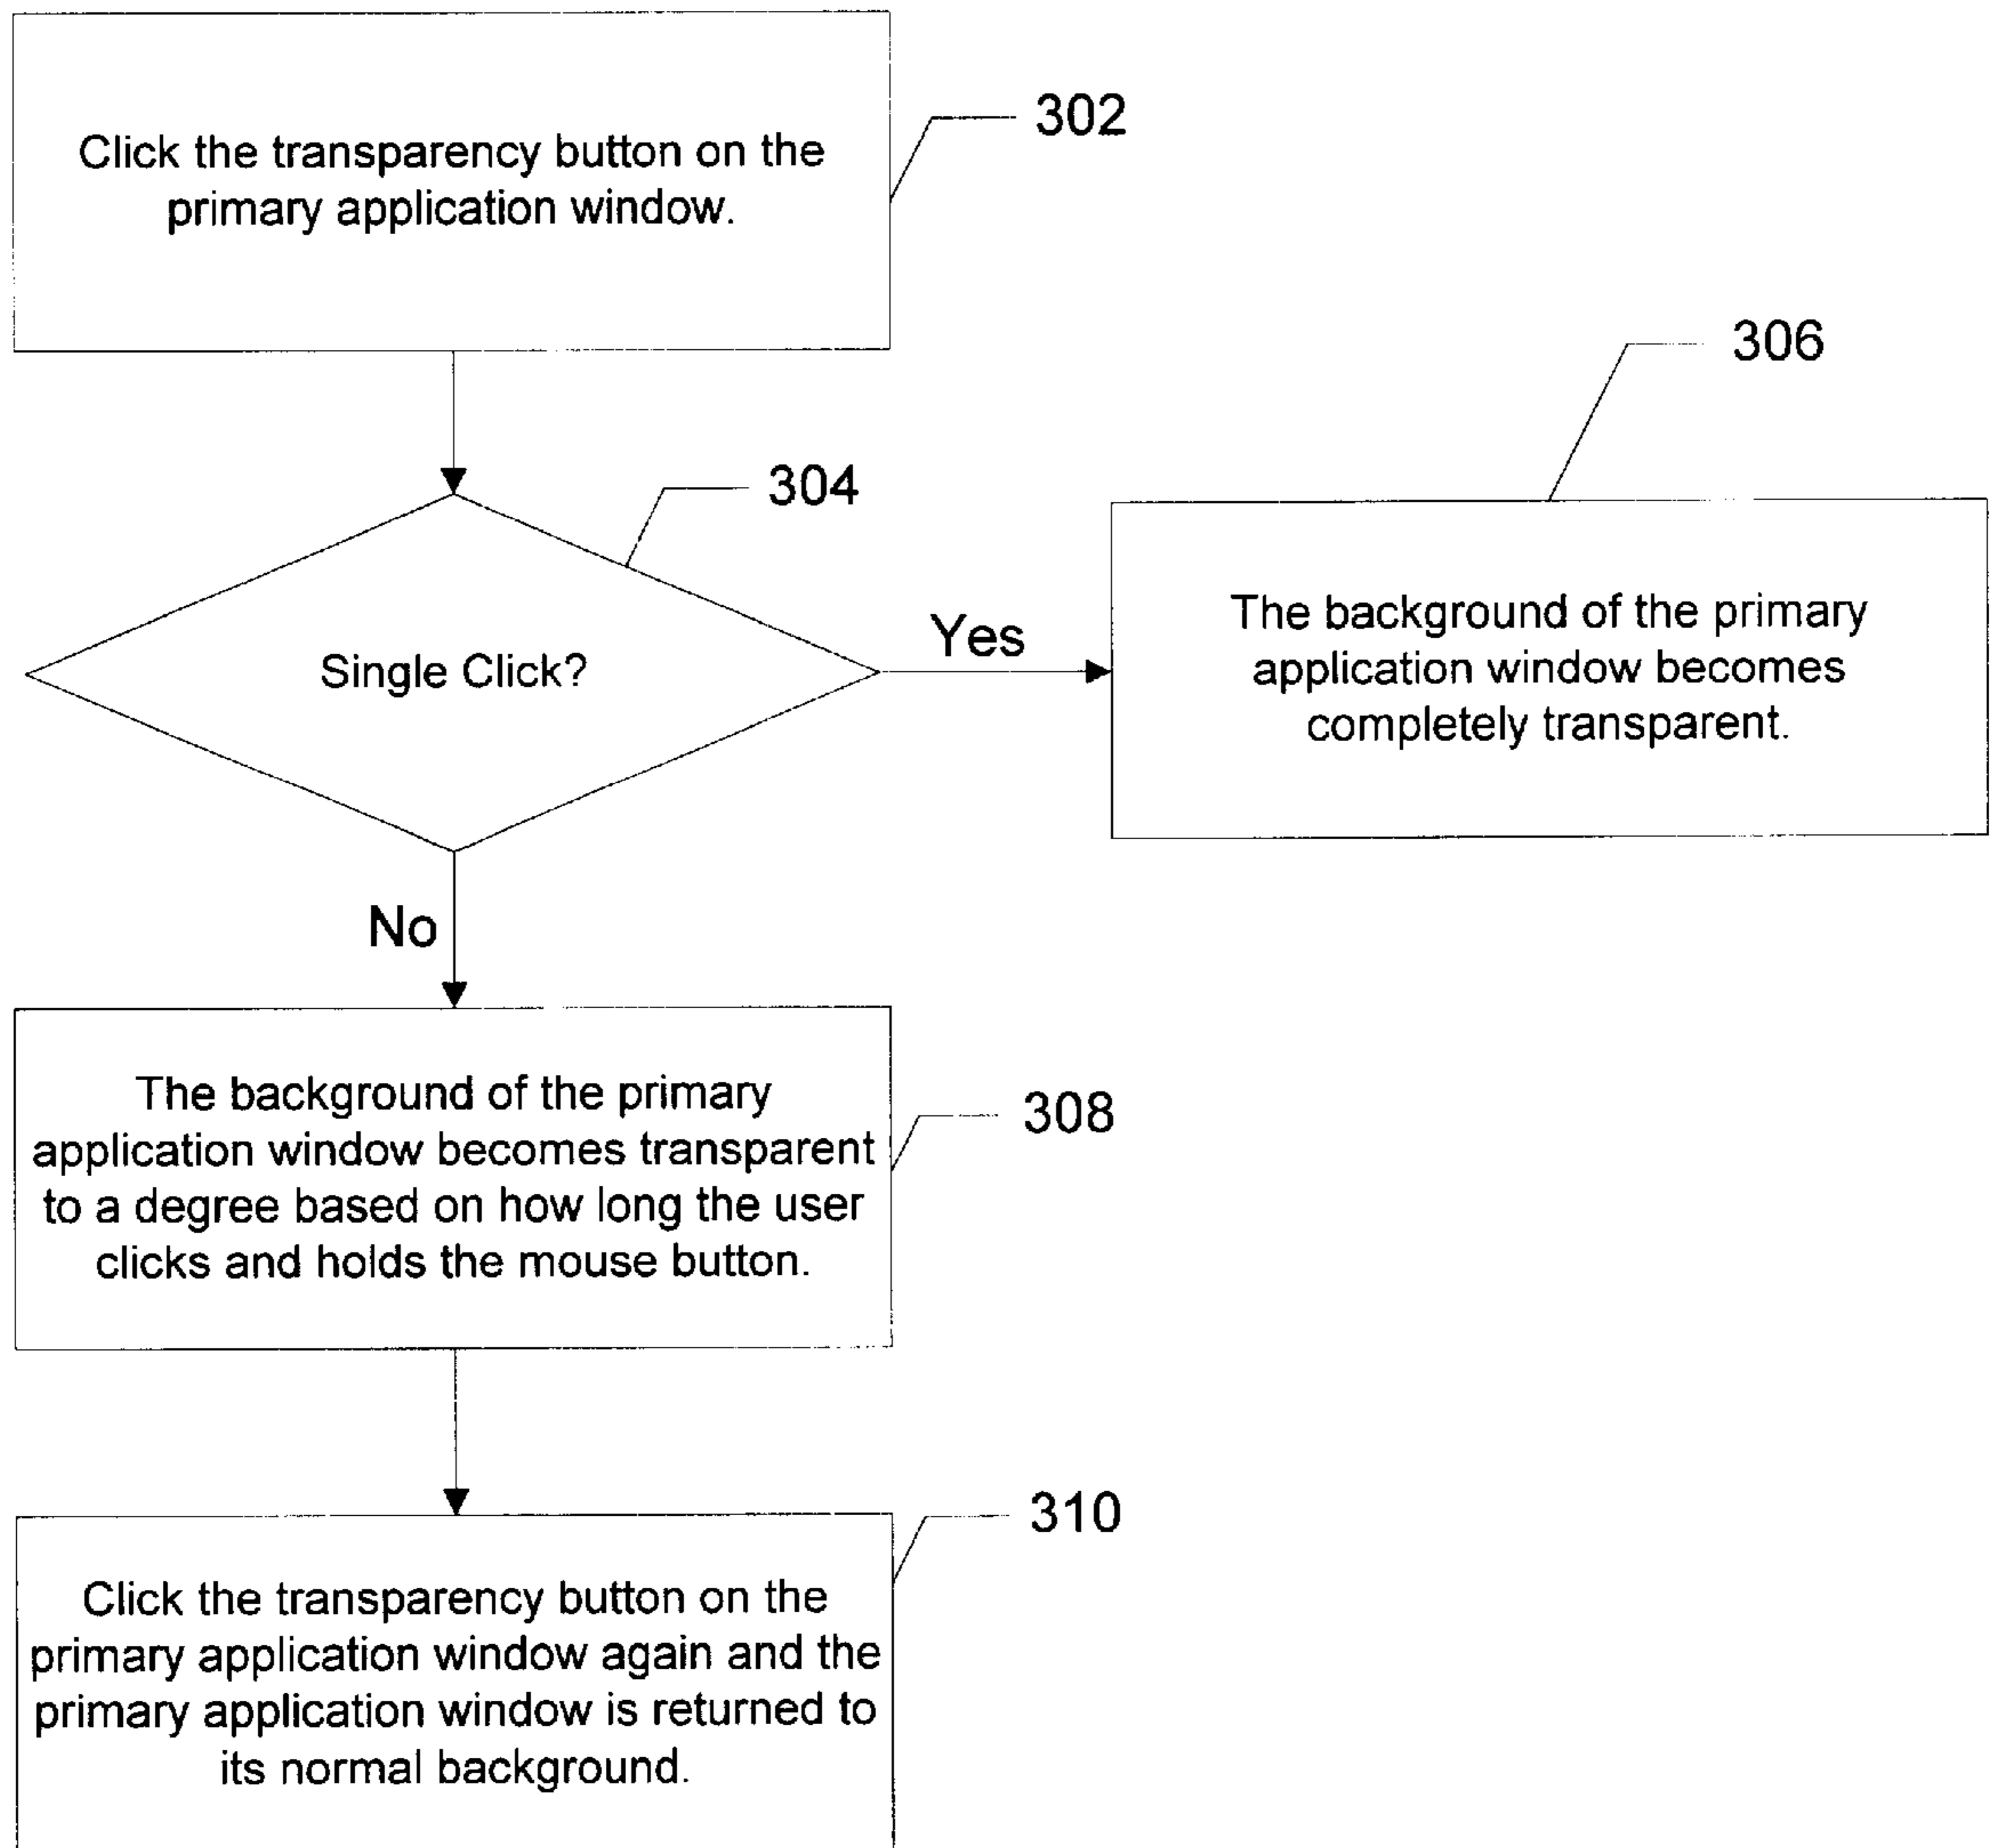 Click the transparency button on the
primary application window.
302
304
Single Click?
Yes
306
The background of the primary
application window becomes
completely transparent.
No
The background of the primary
application window becomes transparent
to a degree based on how long the user
clicks and holds the mouse button.
308
Click the transparency button on the
primary application window again and the
primary application window is returned to
its normal background.
310